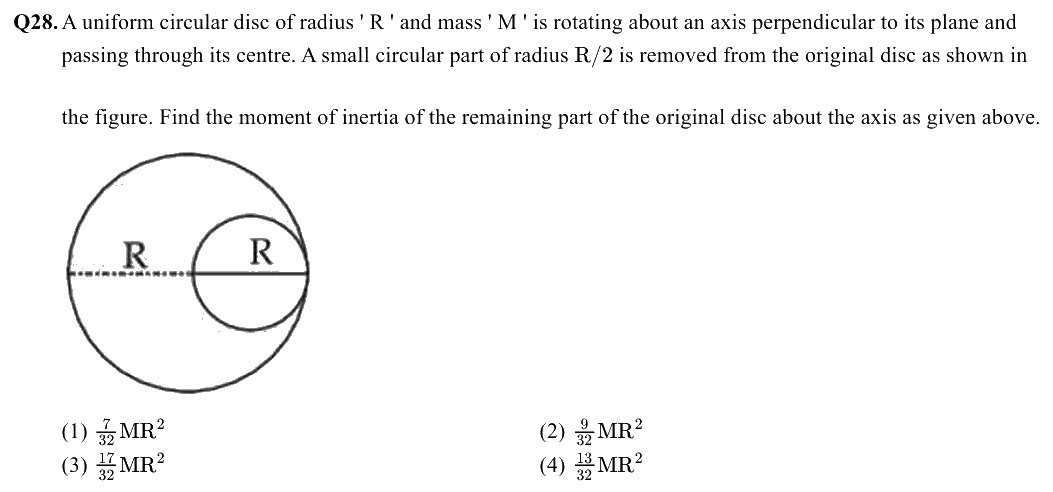 Q28. A uniform circular disc of radius ' R ' and mass ' M ' is rotating about an axis perpendicular to its plane and
passing through its centre. A small circular part of radius R/2 is removed from the original disc as shown in
the figure. Find the moment of inertia of the remaining part of the original disc about the axis as given above.
R R
(1) 7/32 MR² (2) 9/32 MR²
(3) 17/32 MR² (4) 13/32 MR²